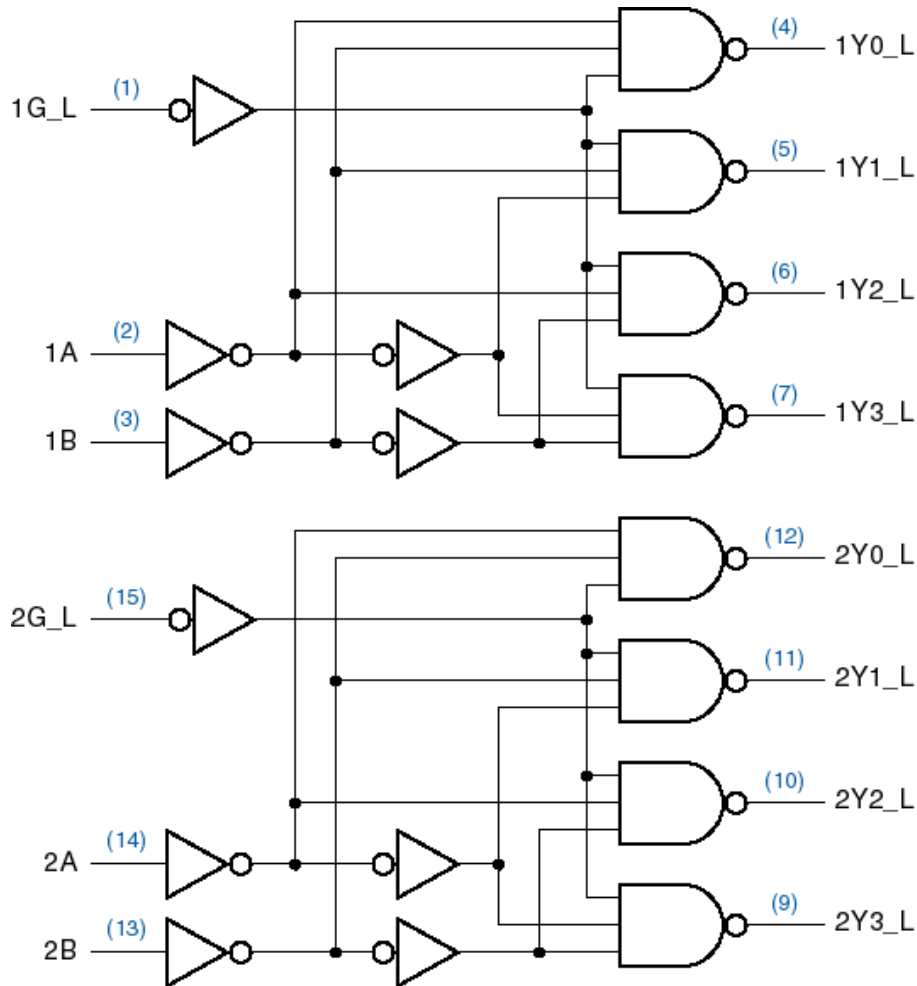 (4) 1Y0_L
1G_L (1)
(5) 1Y1_L
(6) 1Y2_L
1A (2)
(7) 1Y3_L
1B (3)
(12) 2Y0_L
2G_L (15)
(11) 2Y1_L
(10) 2Y2_L
2A (14)
(9) 2Y3_L
2B (13)